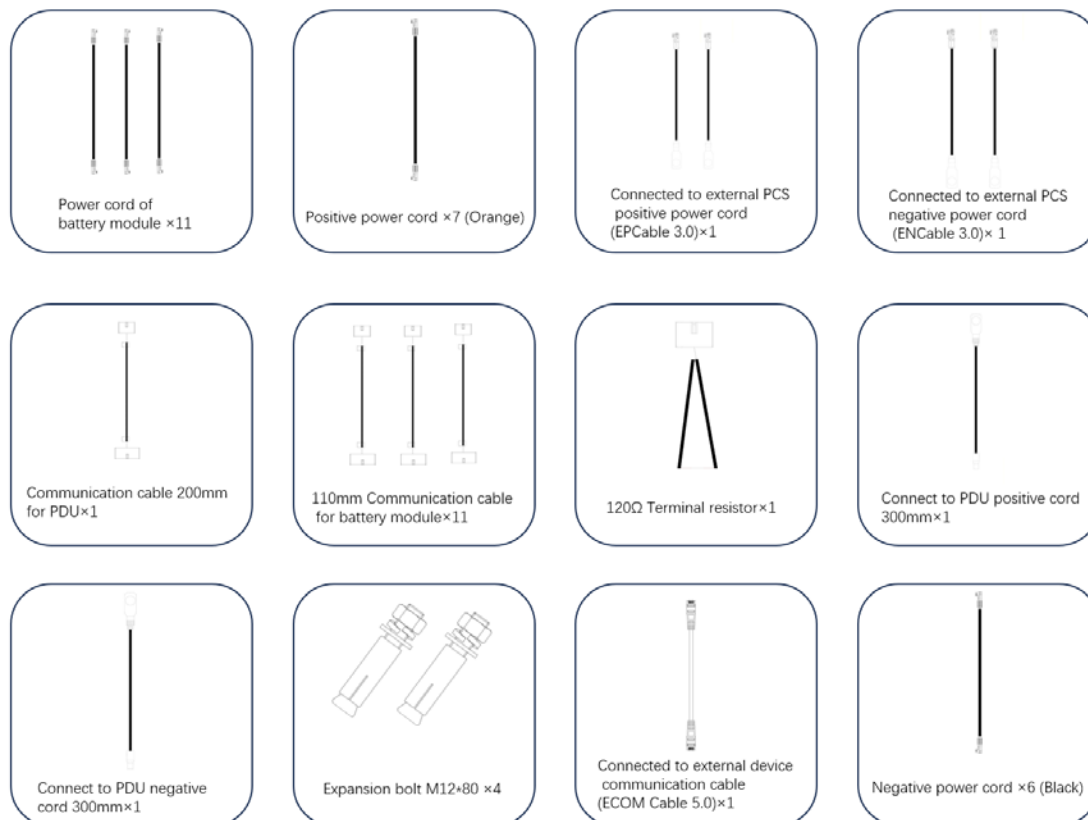 Power cord of
battery module ×11
Positive power cord ×7 (Orange)
Connected to external PCS
positive power cord
(EPCable 3.0)×1
Connected to external PCS
negative power cord
(ENCable 3.0)× 1
Communication cable 200mm
for PDU×1
110mm Communication cable
for battery module×11
120Ω Terminal resistor×1
Connect to PDU positive cord
300mm×1
Connect to PDU negative
cord 300mm×1
Expansion bolt M12*80 ×4
Connected to external device
communication cable
(ECOM Cable 5.0)×1
Negative power cord ×6 (Black)